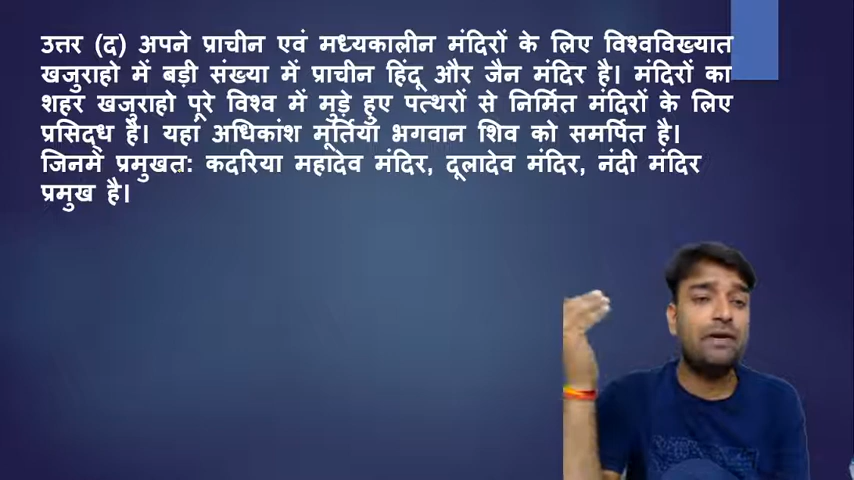 उत्तर (द) अपने प्राचीन एवं मध्यकालीन मंदिरों के लिए विश्वविख्यात
खजुराहो में बड़ी संख्या में प्राचीन हिंदू और जैन मंदिर है। मंदिरों का
शहर खजुराहो पूरे विश्व में मुड़े हुए पत्थरों से निर्मित मंदिरों के लिए
प्रसिद्ध है। यहां अधिकांश मूर्तियाँ भगवान शिव को समर्पित है।
जिनमें प्रमुखत: कदरिया महादेव मंदिर, दूलादेव मंदिर, नंदी मंदिर
प्रमुख है।